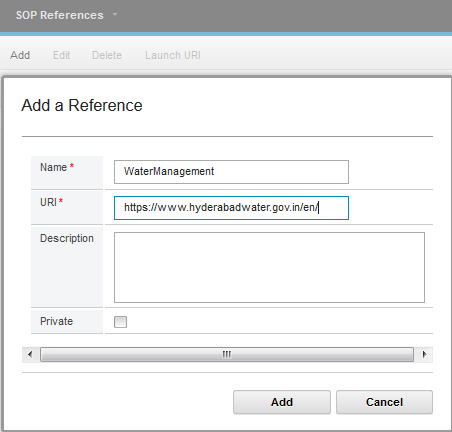 SOP References
Add Edit Delete Launch URI
Add a Reference
Name * WaterManagement
URI * https://www.hyderabadwater.gov.in/en/
Description
Private
Add Cancel